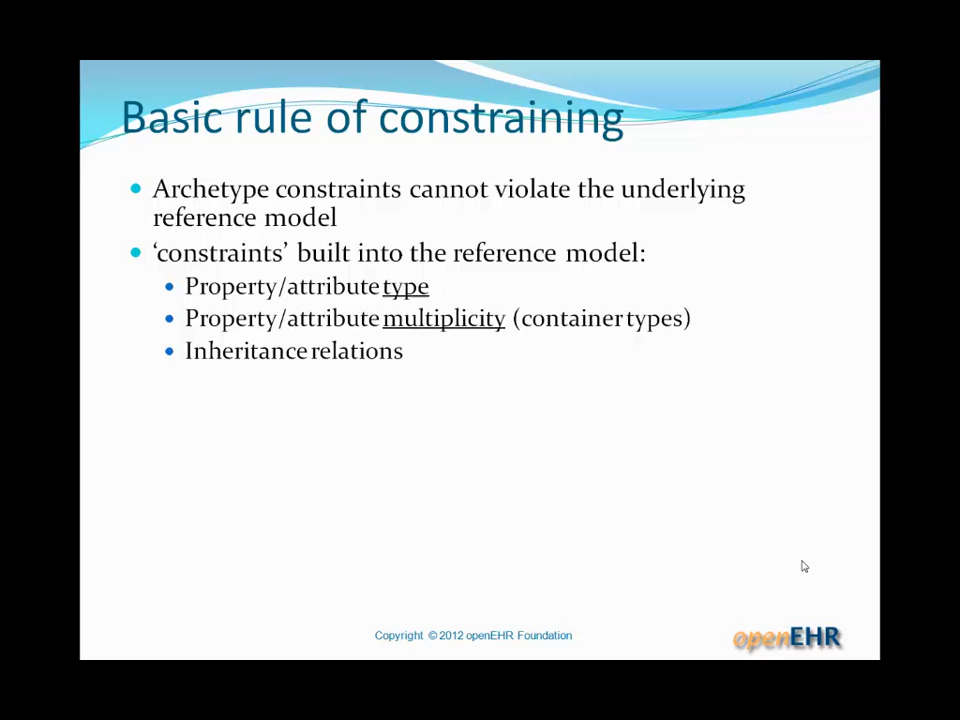 Basic rule of constraining
Archetype constraints cannot violate the underlying
reference model
‘constraints’ built into the reference model:
Property/attribute type
Property/attribute multiplicity (container types)
Inheritance relations
Copyright © 2012 openEHR Foundation
openEHR